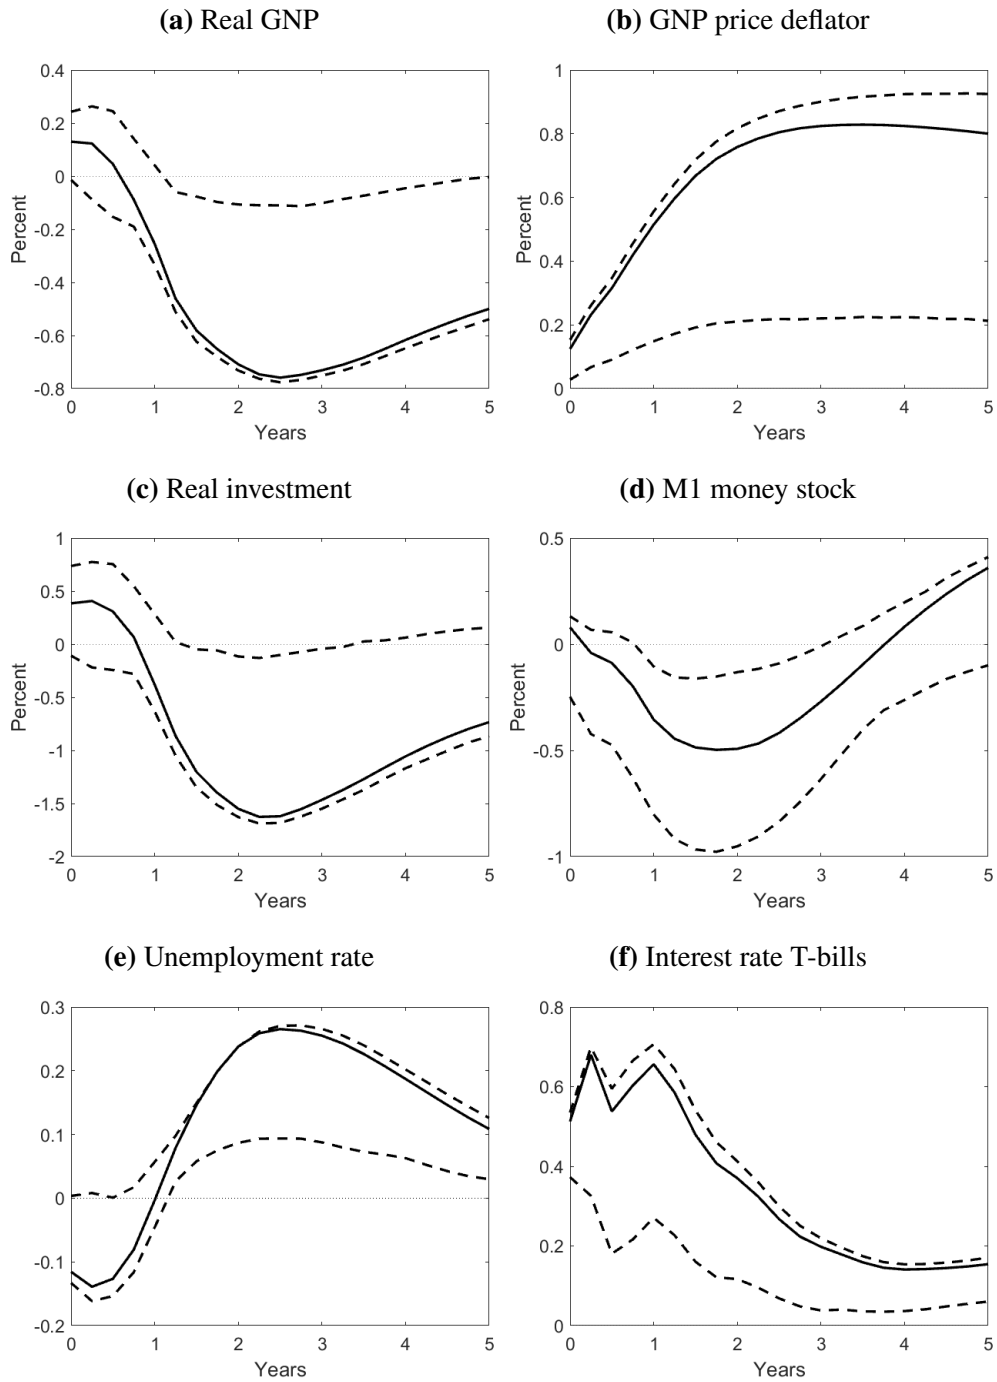 (a) Real GNP
0.4
0.2
0
-0.2
-0.4
-0.6
-0.8
Percent
0 1 2 3 4 5
Years
(b) GNP price deflator
1
0.8
0.6
0.4
0.2
0
Percent
0 1 2 3 4 5
Years
(c) Real investment
1
0.5
0
-0.5
-1
-1.5
-2
Percent
0 1 2 3 4 5
Years
(d) M1 money stock
0.5
0
-0.5
-1
Percent
0 1 2 3 4 5
Years
(e) Unemployment rate
0.3
0.2
0.1
0
-0.1
-0.2
0 1 2 3 4 5
Years
(f) Interest rate T-bills
0.8
0.6
0.4
0.2
0
0 1 2 3 4 5
Years